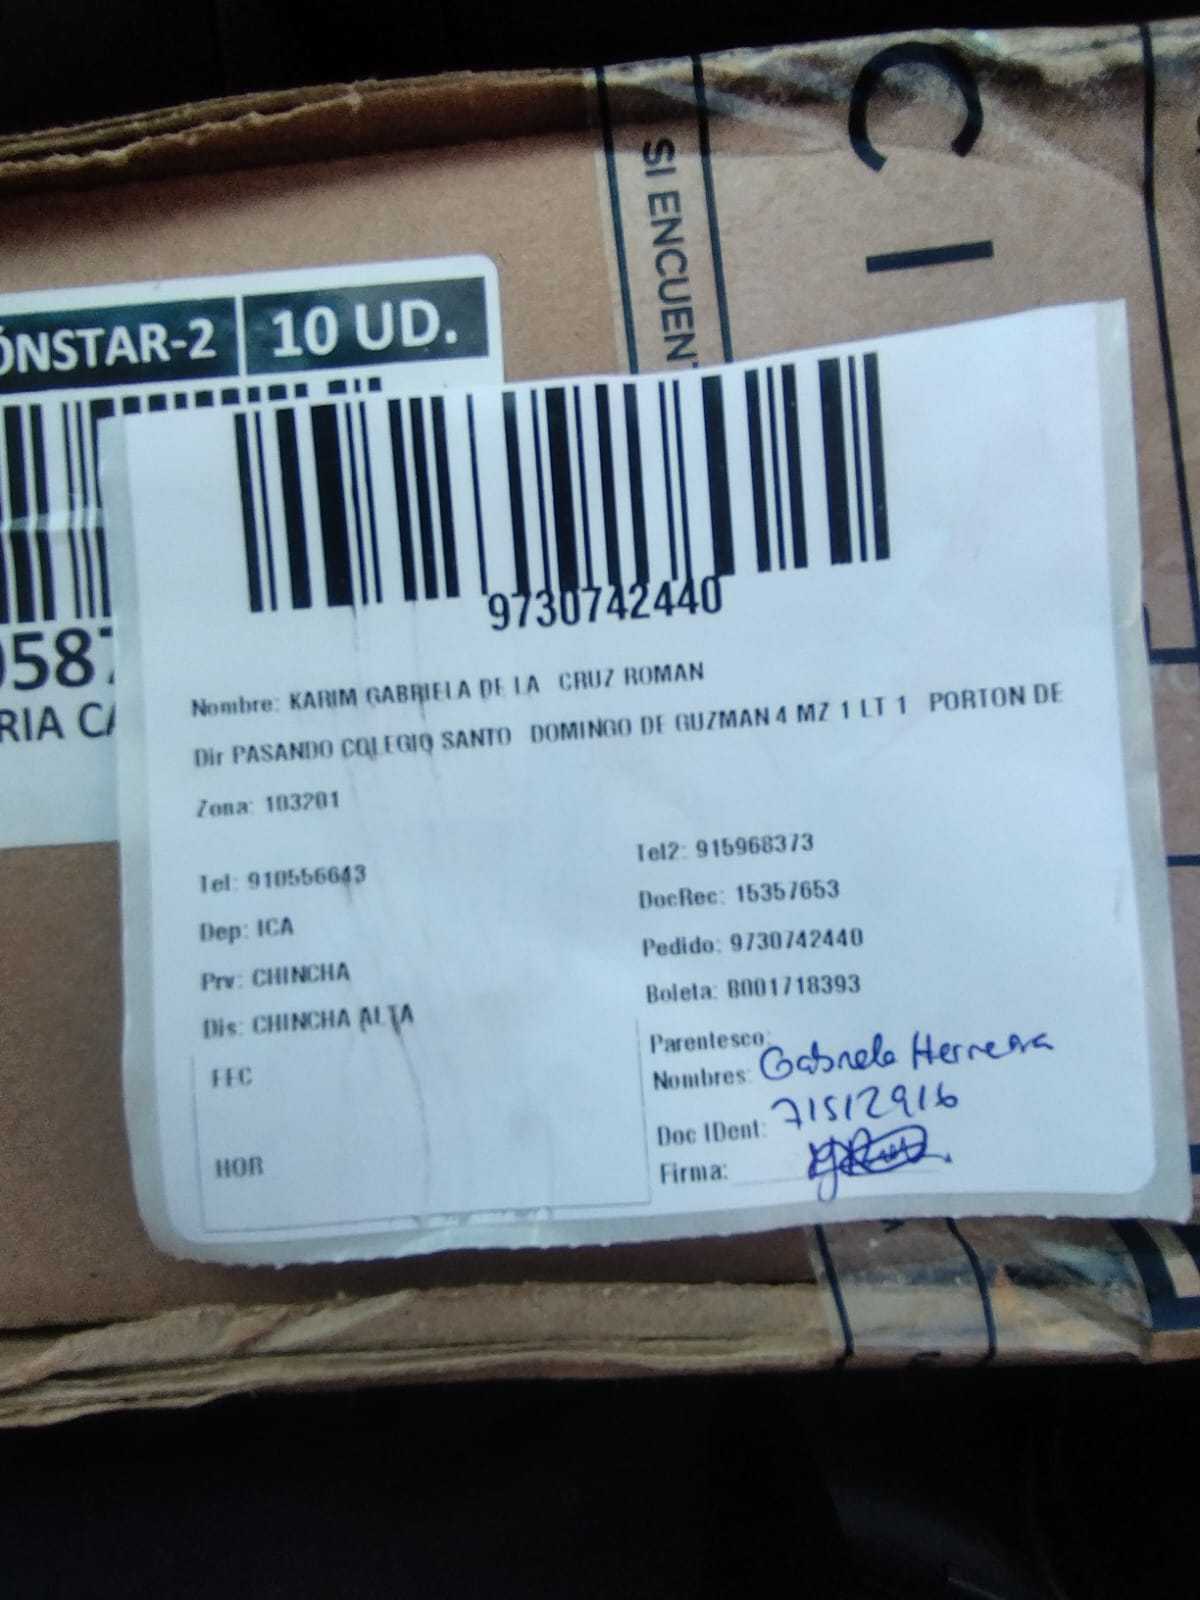 C I
SI ENCUEN
ÓNSTAR-2 10 UD.
9730742440
058
RIA CA
Nombre: KARIM GABRIELA DE LA CRUZ ROMAN
Dir PASANDO COLEGIO SANTO DOMINGO DE GUZMAN 4 MZ 1 LT 1 PORTON DE
Zona: 103201
Tel: 910556643 Tel2: 915968373
Dep: ICA DocRec: 15357653
Prv: CHINCHA Pedido: 9730742440
Dis: CHINCHA ALTA Boleta: B001718393
FEC Parentesco:
Nombres: Gabriela Herrera
Doc IDent: 71512916
HOR Firma: